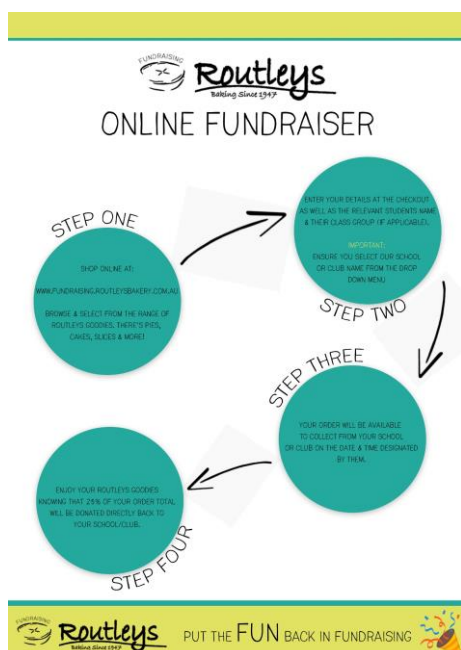 FUNDRAISING
Routleys
Baking Since 1947
ONLINE FUNDRAISER
STEP ONE
SHOP ONLINE AT:
WWW.FUNDRAISING.ROUTLEYSBAKERY.COM.AU
BROWSE & SELECT FROM THE RANGE OF
ROUTLEYS GOODIES. THERE'S PIES,
CAKES, SLICES & MORE!
ENTER YOUR DETAILS AT THE CHECKOUT
AS WELL AS THE RELEVANT STUDENTS NAME
& THEIR CLASS GROUP (IF APPLICABLE).
IMPORTANT:
ENSURE YOU SELECT OUR SCHOOL
OR CLUB NAME FROM THE DROP
DOWN MENU
STEP TWO
STEP THREE
YOUR ORDER WILL BE AVAILABLE
TO COLLECT FROM YOUR SCHOOL
OR CLUB ON THE DATE & TIME DESIGNATED
BY THEM.
ENJOY YOUR ROUTLEYS GOODIES
KNOWING THAT 25% OF YOUR ORDER TOTAL
WILL BE DONATED DIRECTLY BACK TO
YOUR SCHOOL/CLUB.
STEP FOUR
FUNDRAISING
Routleys
Baking Since 1947
PUT THE FUN BACK IN FUNDRAISING